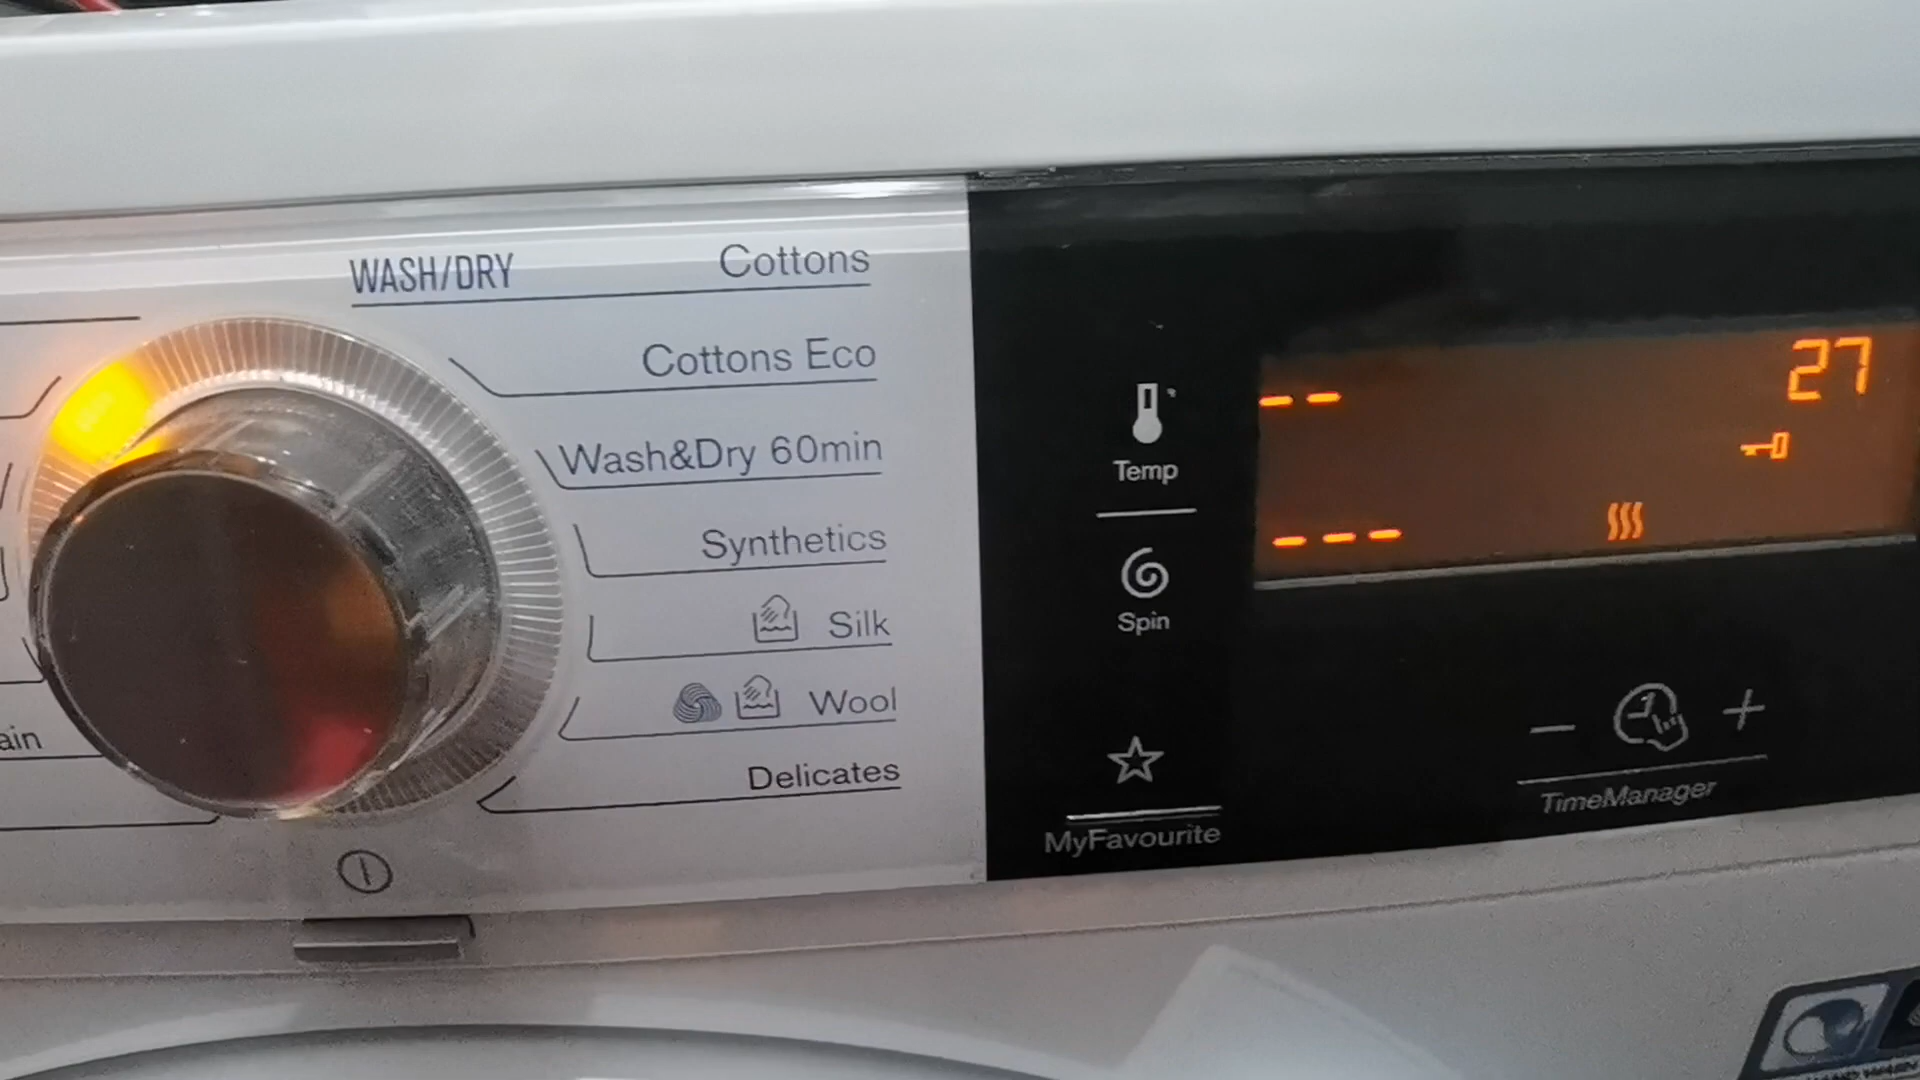 WASH/DRY
Cottons
Cottons Eco
Wash&Dry 60min
Synthetics
Silk
Wool
Delicates
ain
Temp
Spin
MyFavourite
-- 27
---
- +
TimeManager